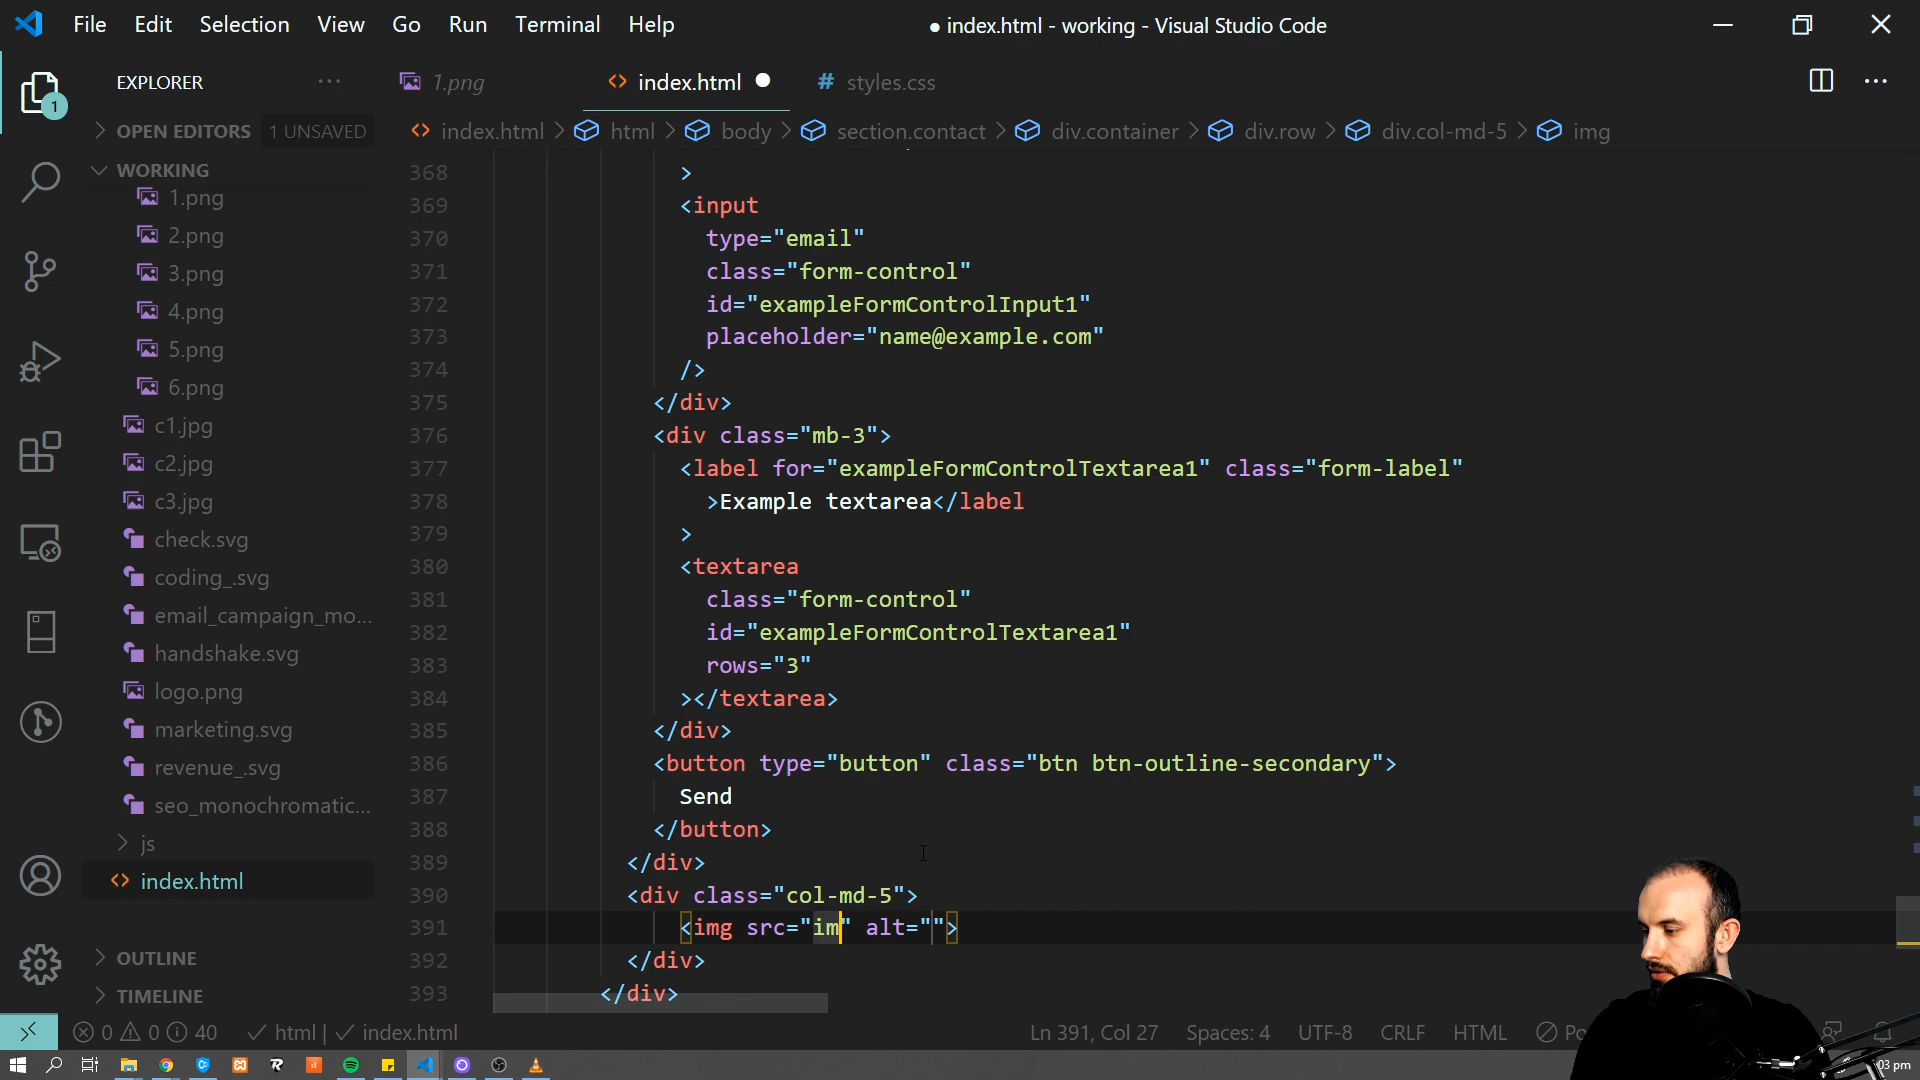 File Edit Selection View Go Run Terminal Help
● index.html - working - Visual Studio Code
EXPLORER
1.png
index.html
# styles.css
1
OPEN EDITORS 1 UNSAVED
index.html > html > body > section.contact > div.container > div.row > div.col-md-5 > img
WORKING
1.png
2.png
3.png
4.png
5.png
6.png
c1.jpg
c2.jpg
c3.jpg
check.svg
coding_.svg
email_campaign_mo...
handshake.svg
logo.png
marketing.svg
revenue_.svg
seo_monochromatic...
js
index.html
OUTLINE
TIMELINE
368 >
369 <input
370 type="email"
371 class="form-control"
372 id="exampleFormControlInput1"
373 placeholder="name@example.com"
374 />
375 </div>
376 <div class="mb-3">
377 <label for="exampleFormControlTextarea1" class="form-label"
378 >Example textarea</label
379 >
380 <textarea
381 class="form-control"
382 id="exampleFormControlTextarea1"
383 rows="3"
384 ></textarea>
385 </div>
386 <button type="button" class="btn btn-outline-secondary">
387 Send
388 </button>
389 </div>
390 <div class="col-md-5">
391 <img src="im" alt="">
392 </div>
393 </div>
0 0 40 html | index.html
Ln 391, Col 27 Spaces: 4 UTF-8 CRLF HTML
03 pm